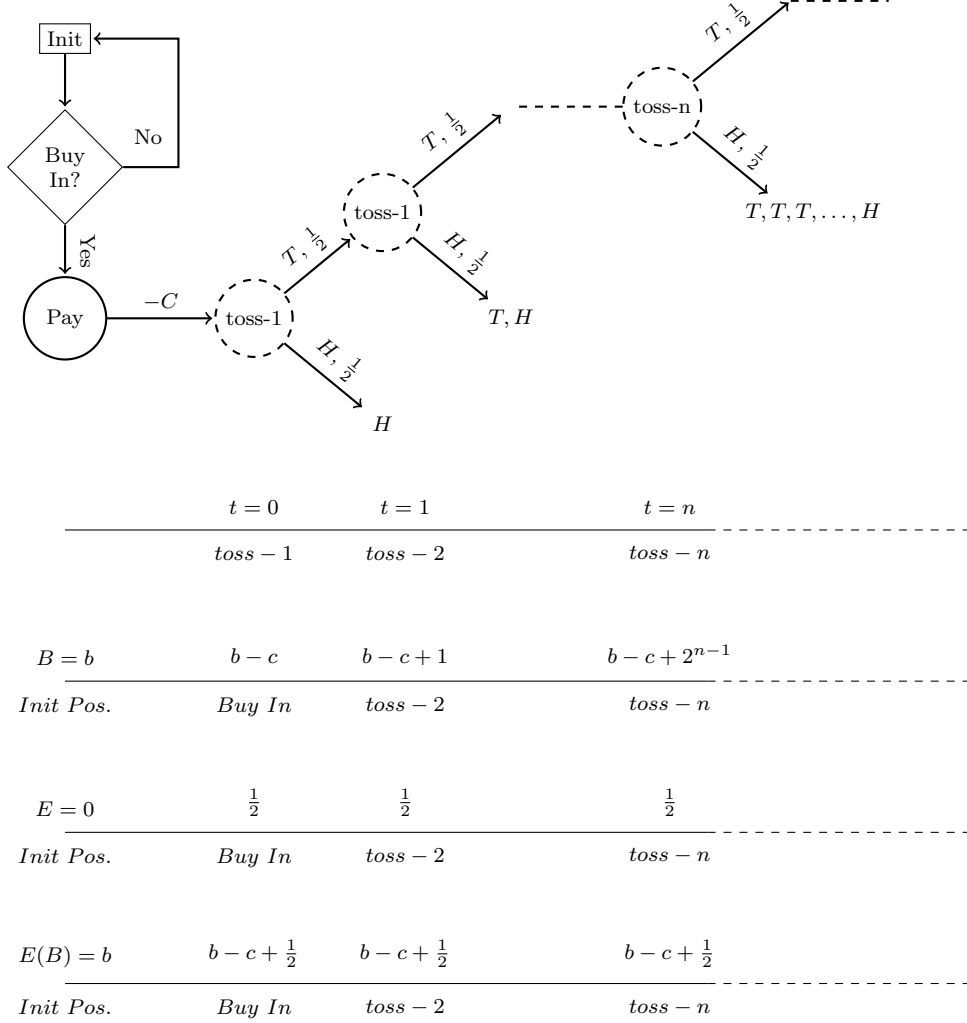 T, 1/2
Init
toss-n
T, 1/2
No
Buy
In?
H, 1/2
T, 1/2
toss-1
T, T, T, . . . , H
Yes
H, 1/2
−C
Pay
toss-1
T, H
H, 1/2
H
t = 0 t = 1 t = n
toss − 1 toss − 2 toss − n
B = b b − c b − c + 1 b − c + 2^{n−1}
Init Pos. Buy In toss − 2 toss − n
E = 0 1/2 1/2 1/2
Init Pos. Buy In toss − 2 toss − n
E(B) = b b − c + 1/2 b − c + 1/2 b − c + 1/2
Init Pos. Buy In toss − 2 toss − n